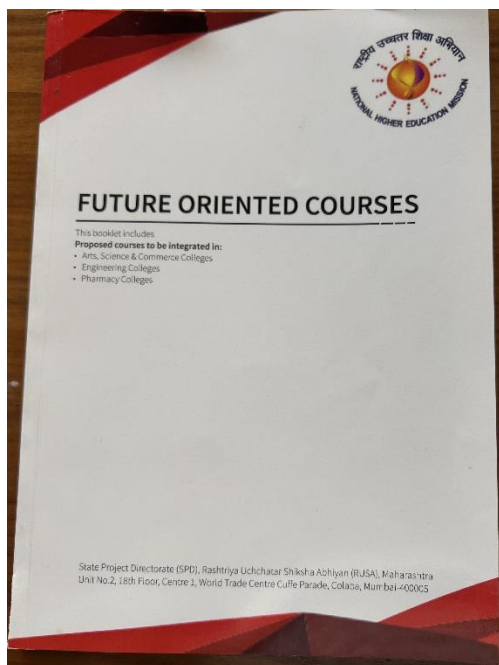 राष्ट्रीय उच्चतर शिक्षा अभियान
NATIONAL HIGHER EDUCATION MISSION
FUTURE ORIENTED COURSES
This booklet includes
Proposed courses to be integrated in:
• Arts, Science & Commerce Colleges
• Engineering Colleges
• Pharmacy Colleges
State Project Directorate (SPD), Rashtriya Uchchatar Shiksha Abhiyan (RUSA), Maharashtra
Unit No.2, 18th Floor, Centre 1, World Trade Centre Cuffe Parade, Colaba, Mumbai-400005